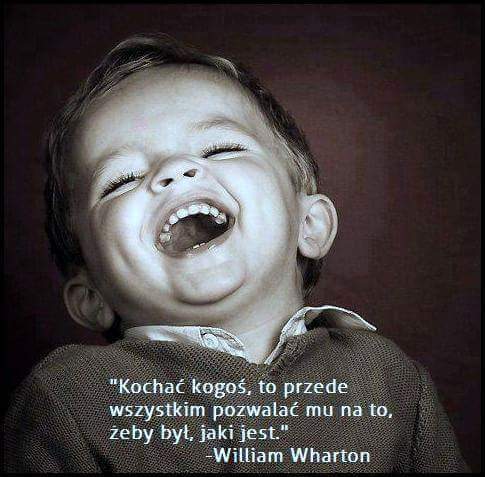 "Kochać kogoś, to przede
wszystkim pozwalać mu na to,
żeby był, jaki jest."
-William Wharton